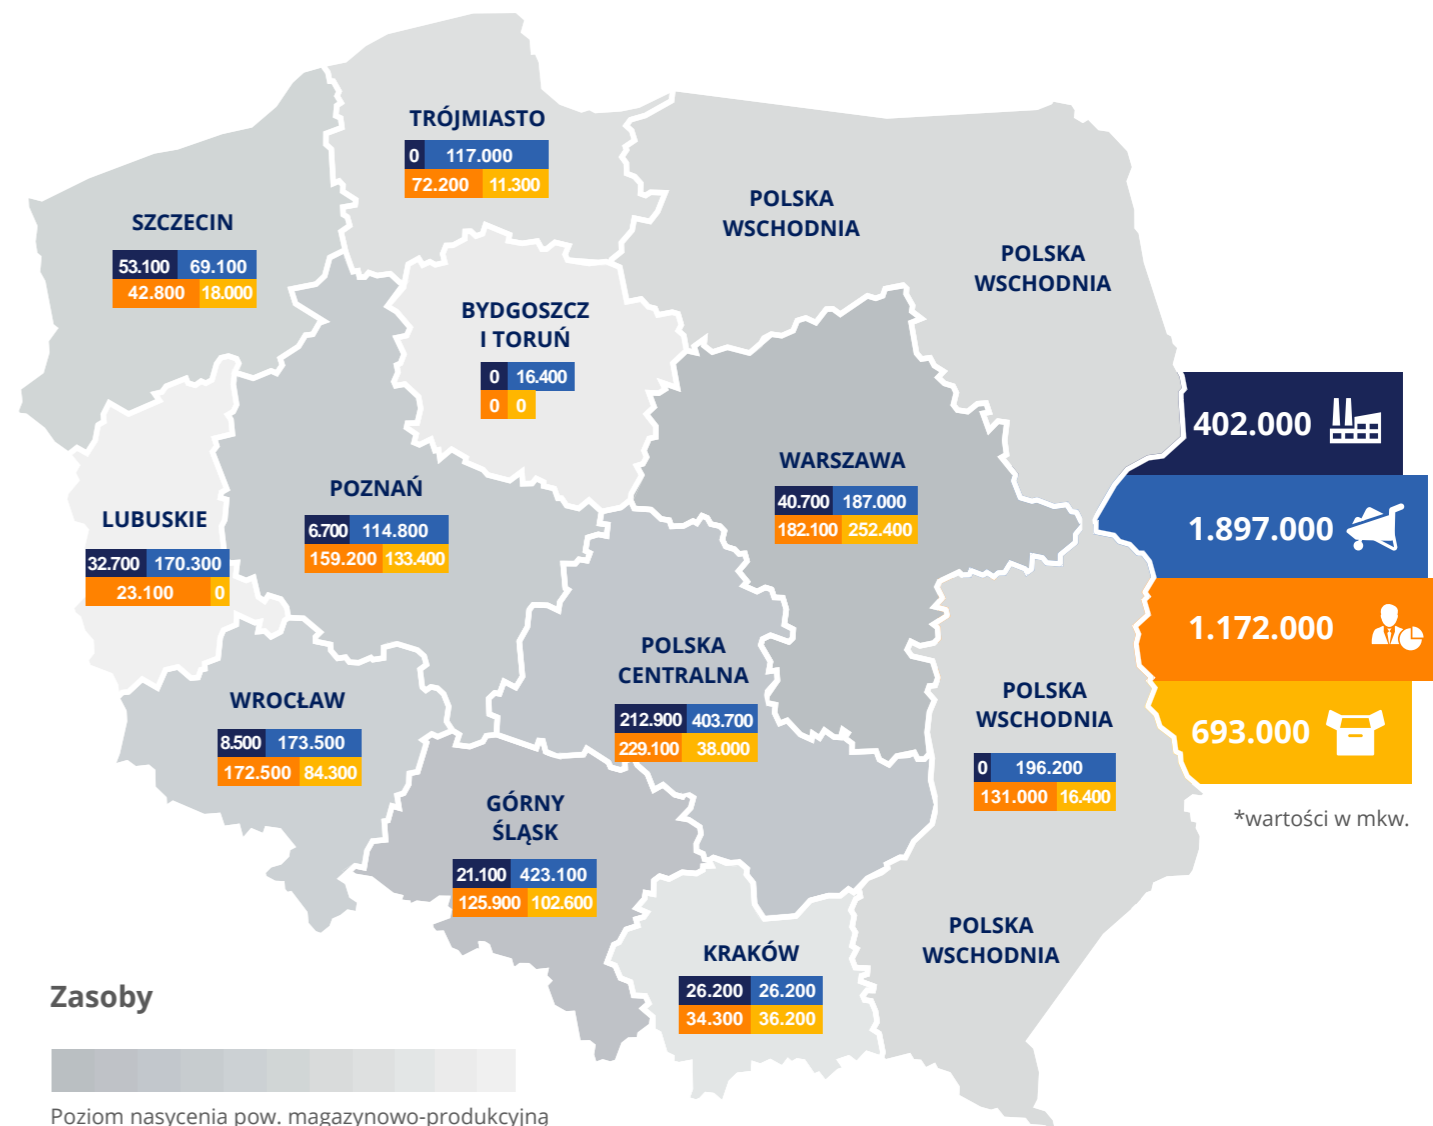 TRÓJMIASTO
0 117.000
72.200 11.300
POLSKA
WSCHODNIA
SZCZECIN
53.100 69.100
42.800 18.000
POLSKA
WSCHODNIA
BYDGOSZCZ
I TORUŃ
0 16.400
0 0
402.000
WARSZAWA
40.700 187.000
182.100 252.400
POZNAŃ
6.700 114.800
159.200 133.400
LUBUSKIE
32.700 170.300
23.100 0
1.897.000
1.172.000
POLSKA
CENTRALNA
212.900 403.700
229.100 38.000
WROCŁAW
8.500 173.500
172.500 84.300
POLSKA
WSCHODNIA
0 196.200
131.000 16.400
693.000
*wartości w mkw.
GÓRNY
ŚLĄSK
21.100 423.100
125.900 102.600
KRAKÓW
26.200 26.200
34.300 36.200
POLSKA
WSCHODNIA
Zasoby
Poziom nasycenia pow. magazynowo-produkcyjną